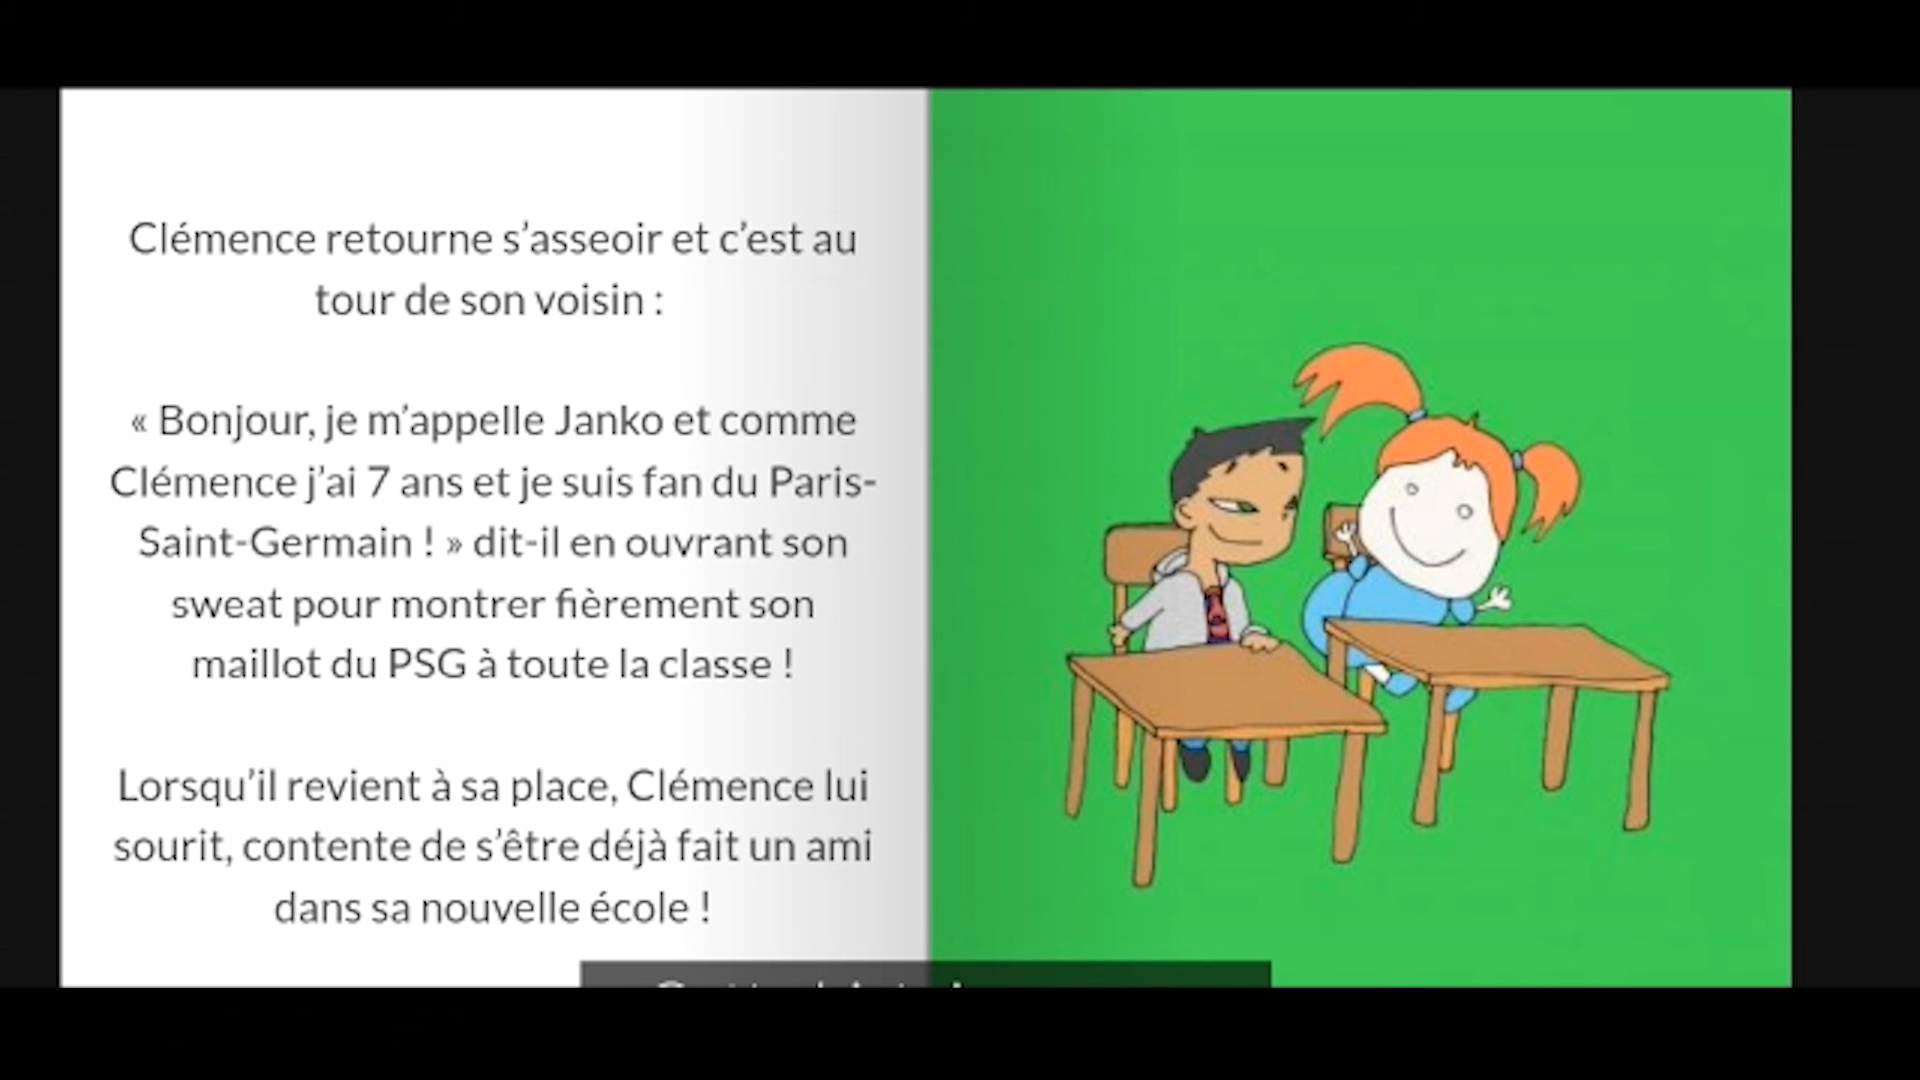 Clémence retourne s’asseoir et c’est au
tour de son voisin :
« Bonjour, je m’appelle Janko et comme
Clémence j’ai 7 ans et je suis fan du Paris-
Saint-Germain ! » dit-il en ouvrant son
sweat pour montrer fièrement son
maillot du PSG à toute la classe !
Lorsqu’il revient à sa place, Clémence lui
sourit, contente de s’être déjà fait un ami
dans sa nouvelle école !